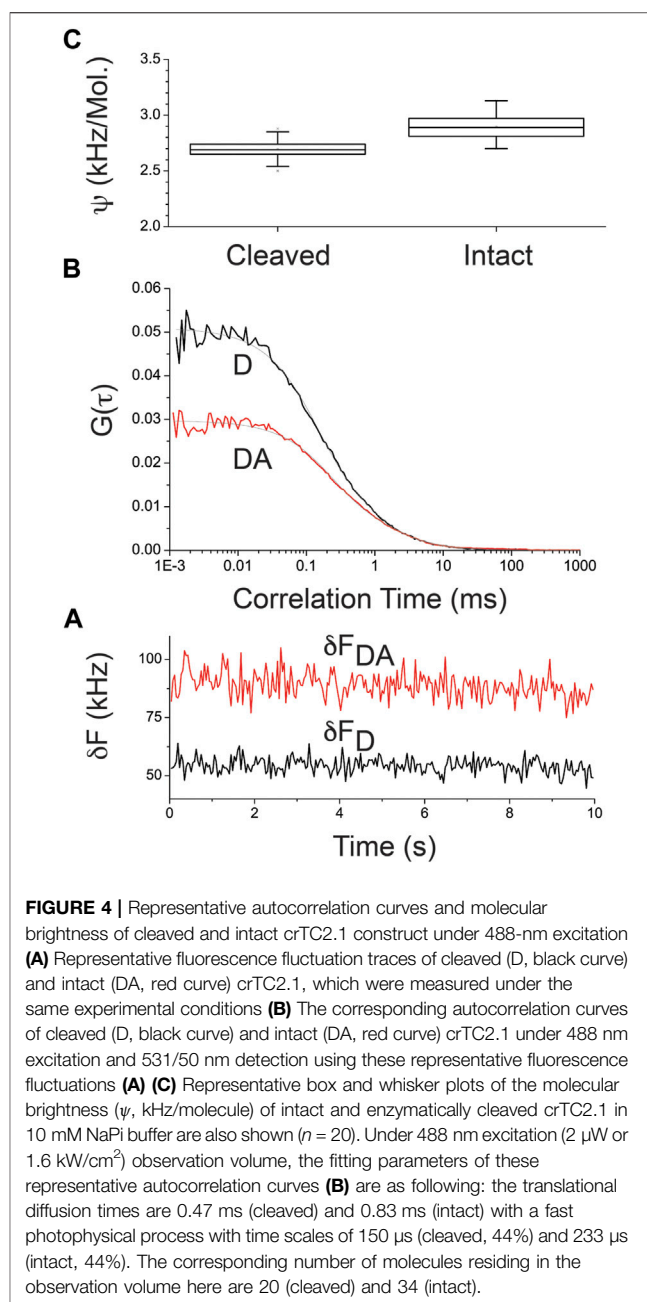 C
ψ (kHz/Mol.)
3.5
3.0
2.5
2.0
Cleaved Intact
B
G(τ)
0.06
0.05
0.04
0.03
0.02
0.01
0.00
D
DA
1E-3 0.01 0.1 1 10 100 1000
Correlation Time (ms)
A
δF (kHz)
100
75
50
δF_DA
δF_D
0 2 4 6 8 10
Time (s)
FIGURE 4 | Representative autocorrelation curves and molecular
brightness of cleaved and intact crTC2.1 construct under 488-nm excitation
(A) Representative fluorescence fluctuation traces of cleaved (D, black curve)
and intact (DA, red curve) crTC2.1, which were measured under the
same experimental conditions (B) The corresponding autocorrelation curves
of cleaved (D, black curve) and intact (DA, red curve) crTC2.1 under 488 nm
excitation and 531/50 nm detection using these representative fluorescence
fluctuations (A) (C) Representative box and whisker plots of the molecular
brightness (ψ, kHz/molecule) of intact and enzymatically cleaved crTC2.1 in
10 mM NaPi buffer are also shown (n = 20). Under 488 nm excitation (2 μW or
1.6 kW/cm²) observation volume, the fitting parameters of these
representative autocorrelation curves (B) are as following: the translational
diffusion times are 0.47 ms (cleaved) and 0.83 ms (intact) with a fast
photophysical process with time scales of 150 μs (cleaved, 44%) and 233 μs
(intact, 44%). The corresponding number of molecules residing in the
observation volume here are 20 (cleaved) and 34 (intact).